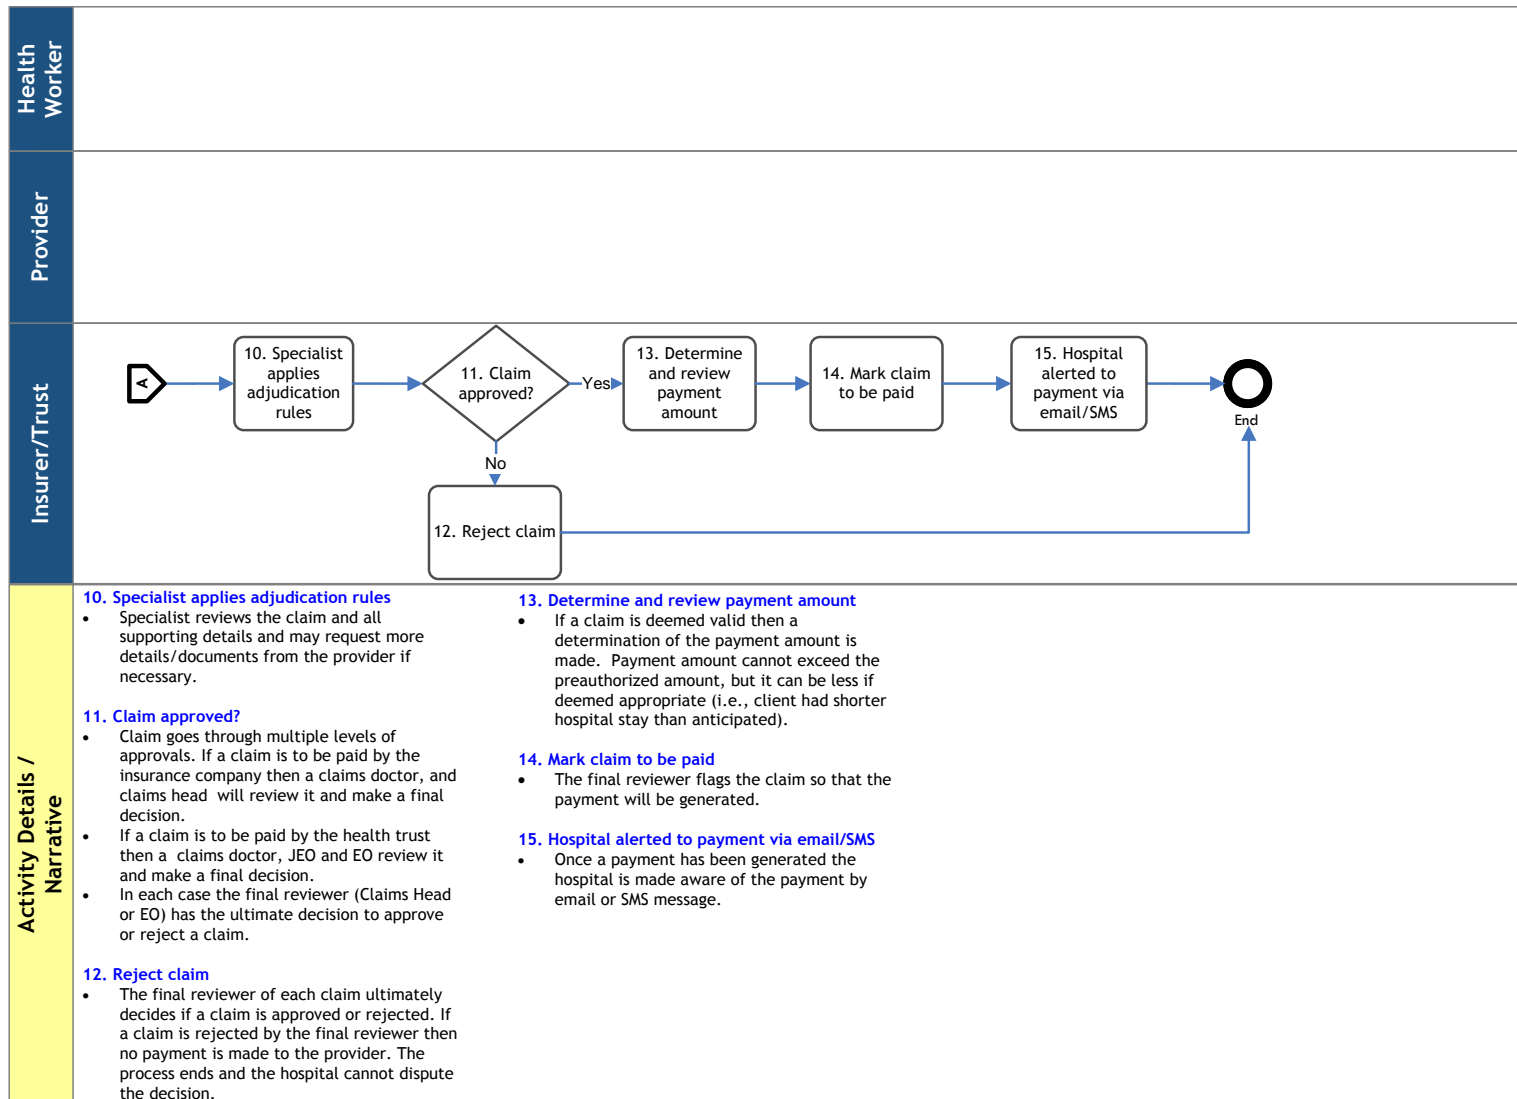 Health
Worker
Provider
Insurer/Trust
A
10. Specialist
applies
adjudication
rules
11. Claim
approved?
Yes
No
12. Reject claim
13. Determine
and review
payment
amount
14. Mark claim
to be paid
15. Hospital
alerted to
payment via
email/SMS
End
Activity Details /
Narrative
10. Specialist applies adjudication rules
• Specialist reviews the claim and all
supporting details and may request more
details/documents from the provider if
necessary.
11. Claim approved?
• Claim goes through multiple levels of
approvals. If a claim is to be paid by the
insurance company then a claims doctor, and
claims head will review it and make a final
decision.
• If a claim is to be paid by the health trust
then a claims doctor, JEO and EO review it
and make a final decision.
• In each case the final reviewer (Claims Head
or EO) has the ultimate decision to approve
or reject a claim.
12. Reject claim
• The final reviewer of each claim ultimately
decides if a claim is approved or rejected. If
a claim is rejected by the final reviewer then
no payment is made to the provider. The
process ends and the hospital cannot dispute
the decision.
13. Determine and review payment amount
• If a claim is deemed valid then a
determination of the payment amount is
made. Payment amount cannot exceed the
preauthorized amount, but it can be less if
deemed appropriate (i.e., client had shorter
hospital stay than anticipated).
14. Mark claim to be paid
• The final reviewer flags the claim so that the
payment will be generated.
15. Hospital alerted to payment via email/SMS
• Once a payment has been generated the
hospital is made aware of the payment by
email or SMS message.